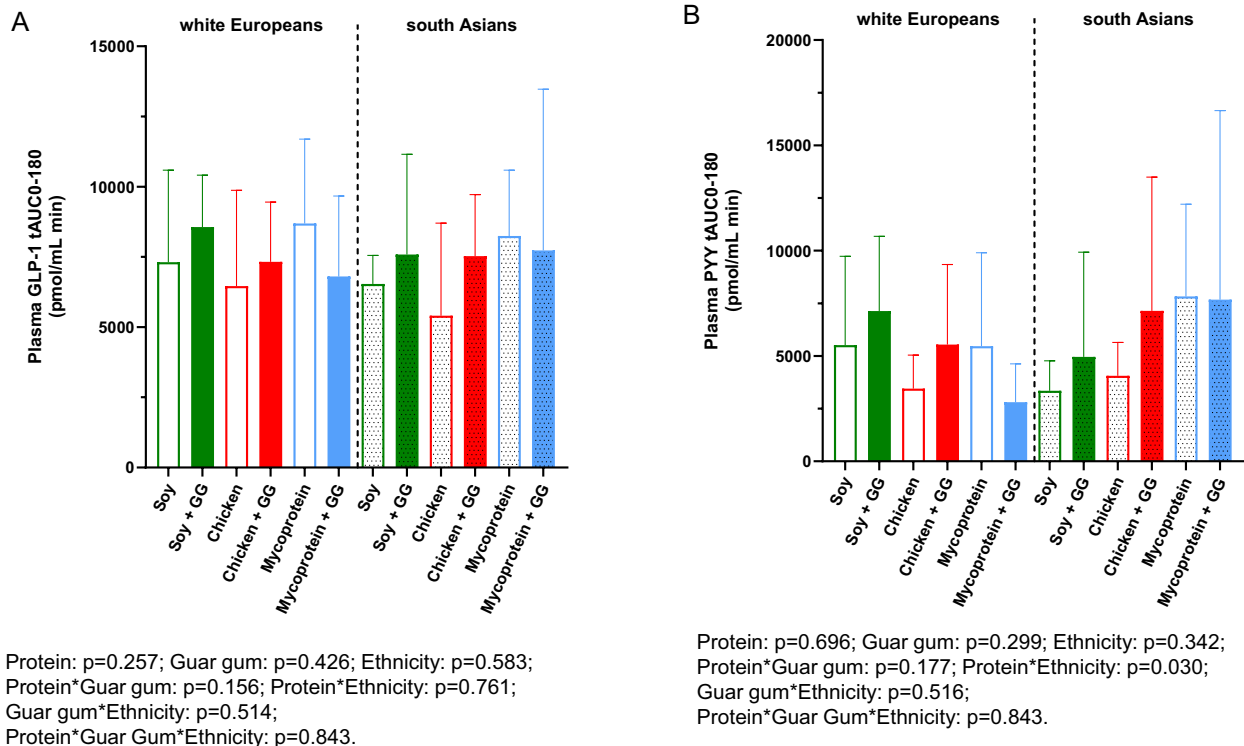 A
white Europeans
south Asians
Plasma GLP-1 tAUC0-180
(pmol/mL min)
15000
10000
5000
0
Soy
Soy + GG
Chicken
Chicken + GG
Mycoprotein
Mycoprotein + GG
Soy
Soy + GG
Chicken
Chicken + GG
Mycoprotein
Mycoprotein + GG
Protein: p=0.257; Guar gum: p=0.426; Ethnicity: p=0.583;
Protein*Guar gum: p=0.156; Protein*Ethnicity: p=0.761;
Guar gum*Ethnicity: p=0.514;
Protein*Guar Gum*Ethnicity: p=0.843.
B
white Europeans
south Asians
Plasma PYY tAUC0-180
(pmol/mL min)
20000
15000
10000
5000
0
Soy
Soy + GG
Chicken
Chicken + GG
Mycoprotein
Mycoprotein + GG
Soy
Soy + GG
Chicken
Chicken + GG
Mycoprotein
Mycoprotein + GG
Protein: p=0.696; Guar gum: p=0.299; Ethnicity: p=0.342;
Protein*Guar gum: p=0.177; Protein*Ethnicity: p=0.030;
Guar gum*Ethnicity: p=0.516;
Protein*Guar Gum*Ethnicity: p=0.843.